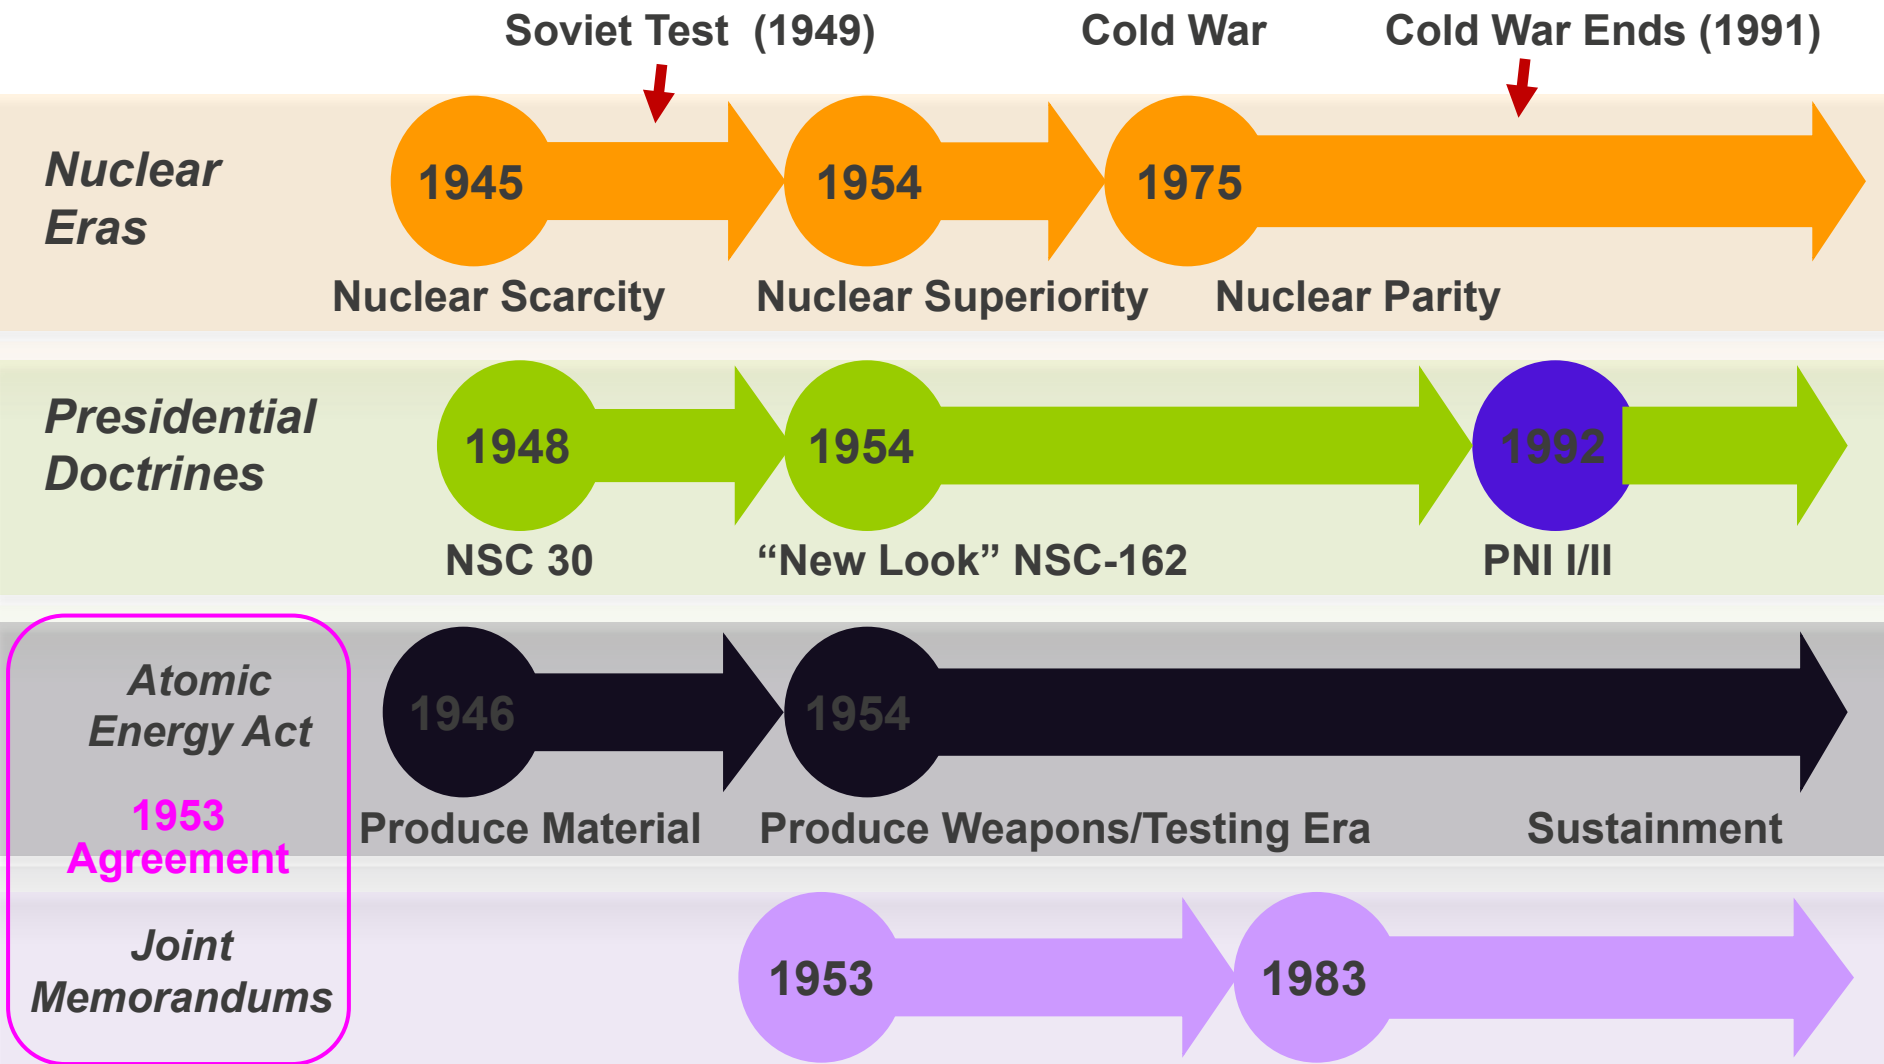 Soviet Test (1949)
Cold War
Cold War Ends (1991)
Nuclear
Eras
1945
1954
1975
Nuclear Scarcity
Nuclear Superiority
Nuclear Parity
Presidential
Doctrines
1948
1954
1992
NSC 30
“New Look” NSC-162
PNI I/II
Atomic
Energy Act
1946
1954
1953
Agreement
Produce Material
Produce Weapons/Testing Era
Sustainment
Joint
Memorandums
1953
1983